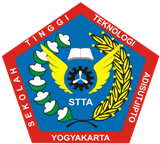 SEKOLAH TINGGI TEKNOLOGI ADISUTJIPTO
STTA
YOGYAKARTA